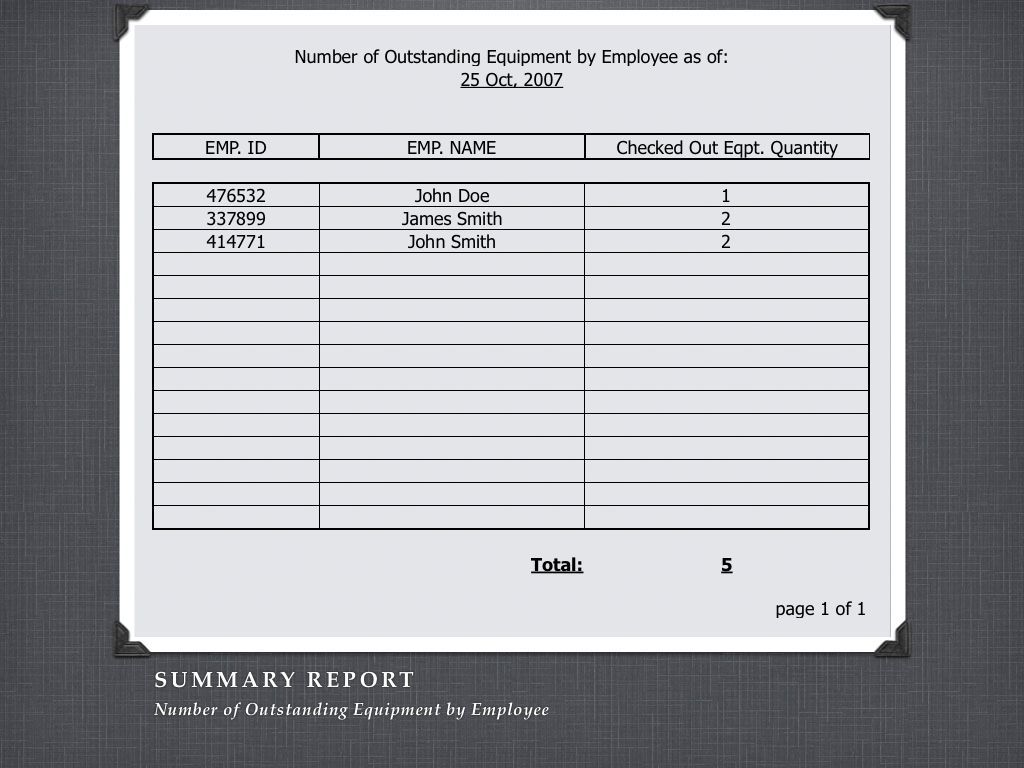 Number of Outstanding Equipment by Employee as of:
25 Oct, 2007
EMP. ID EMP. NAME Checked Out Eqpt. Quantity
476532 John Doe 1
337899 James Smith 2
414771 John Smith 2
Total: 5
page 1 of 1
SUMMARY REPORT
Number of Outstanding Equipment by Employee